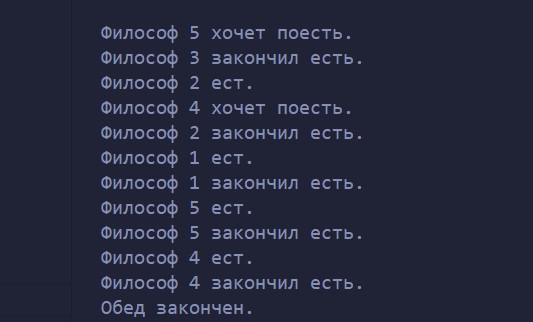 Философ 5 хочет поесть.
Философ 3 закончил есть.
Философ 2 ест.
Философ 4 хочет поесть.
Философ 2 закончил есть.
Философ 1 ест.
Философ 1 закончил есть.
Философ 5 ест.
Философ 5 закончил есть.
Философ 4 ест.
Философ 4 закончил есть.
Обед закончен.